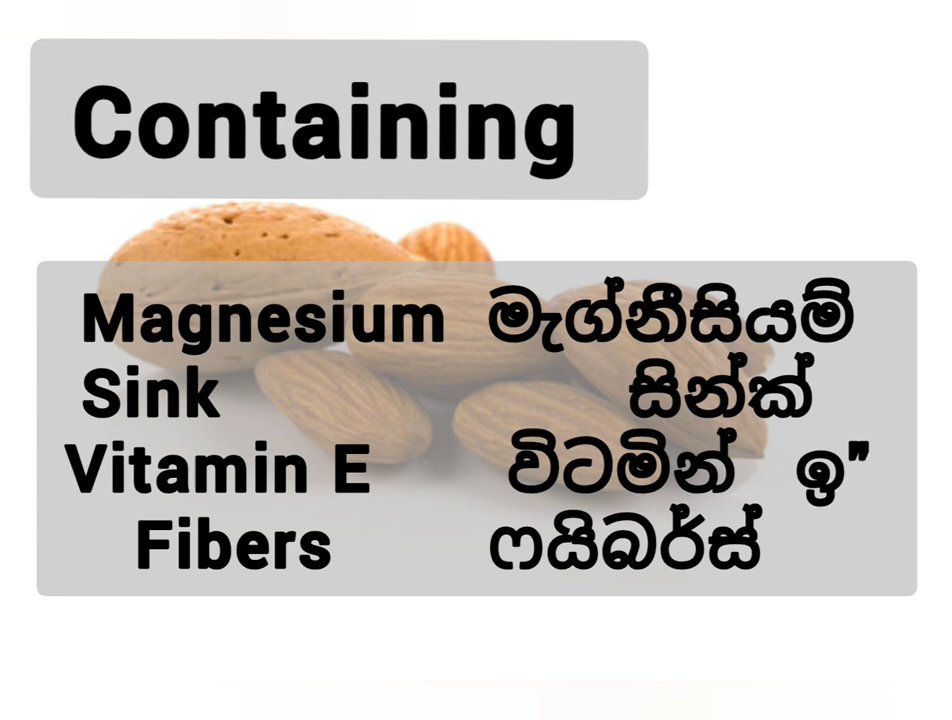 Containing
Magnesium මැග්නීසියම්
Sink සින්ක්
Vitamin E විටමින් ඉ"
Fibers ෆයිබර්ස්